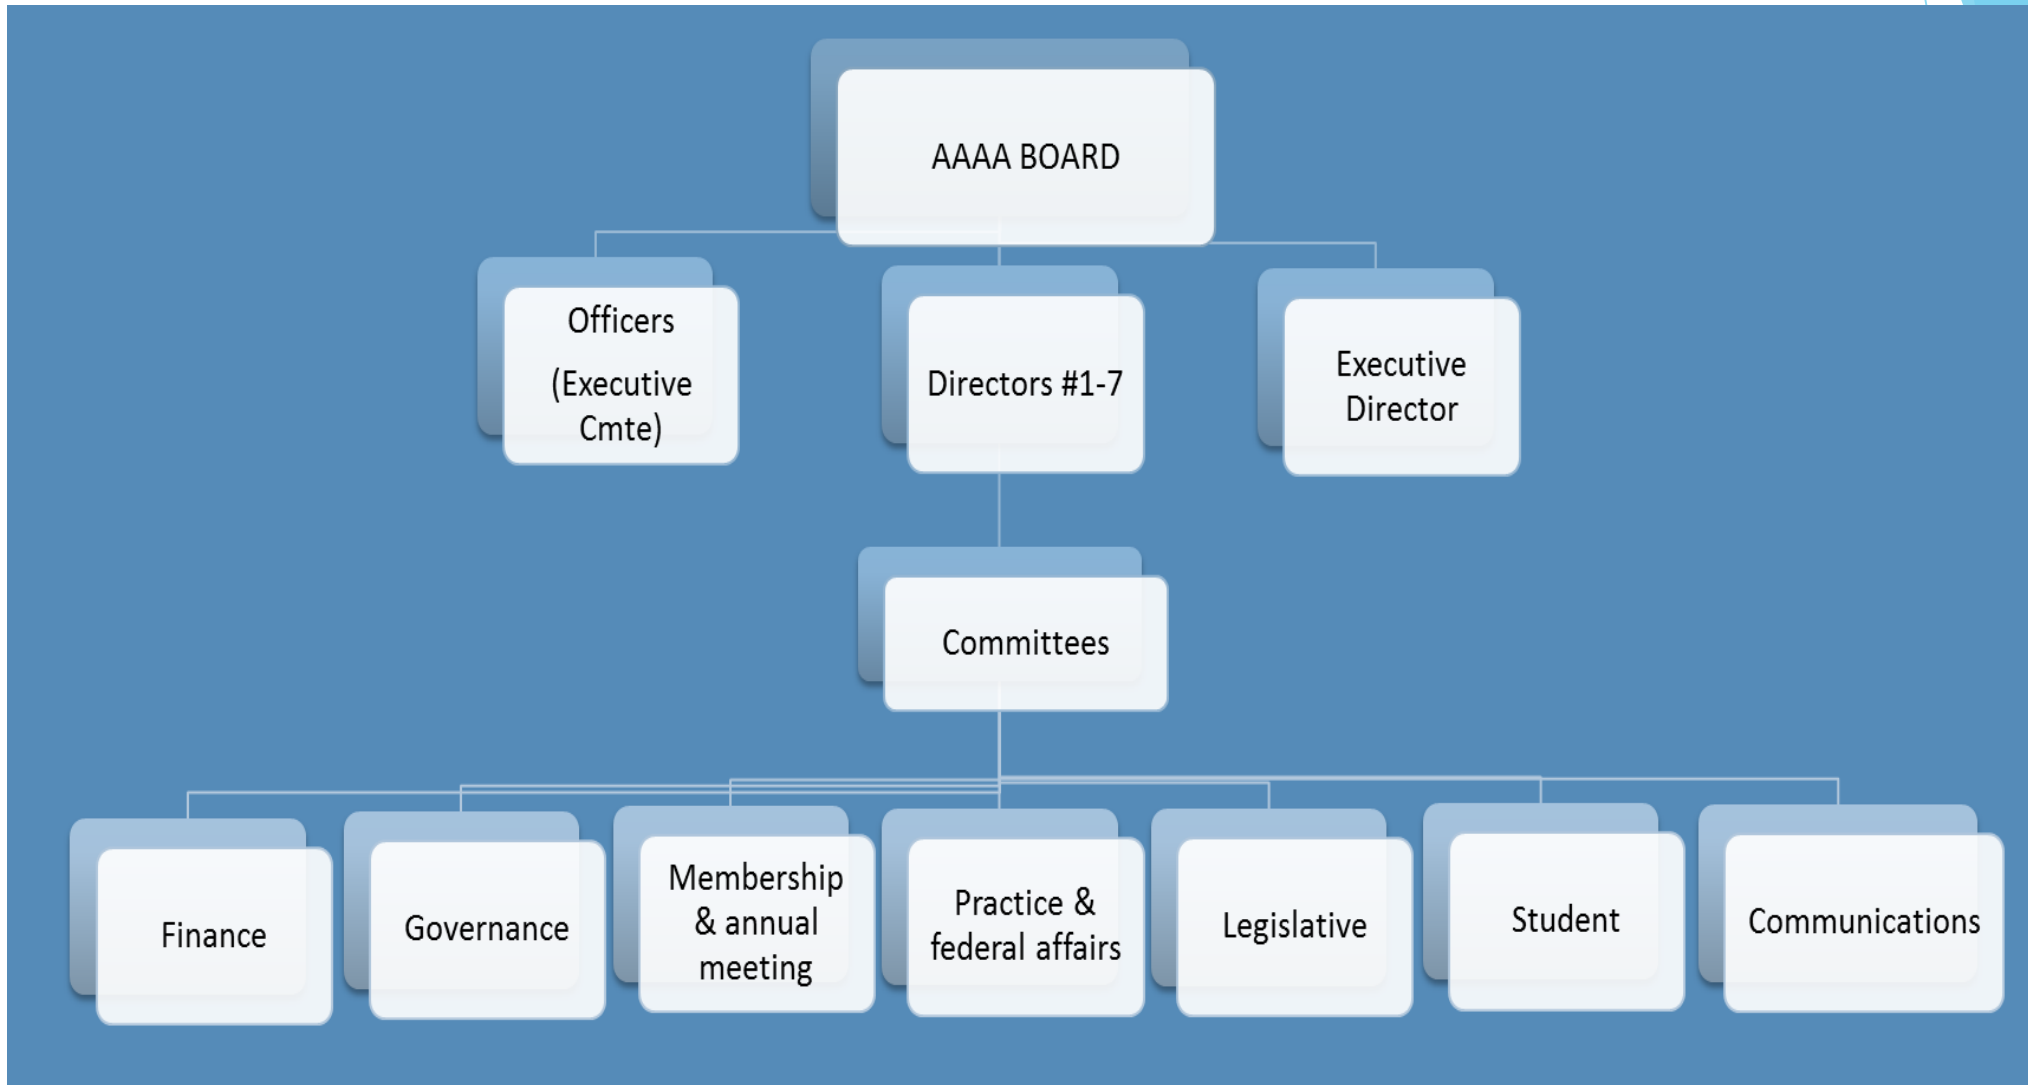 AAAA BOARD
Officers
(Executive
Cmte)
Directors #1-7
Executive
Director
Committees
Finance
Governance
Membership
& annual
meeting
Practice &
federal affairs
Legislative
Student
Communications